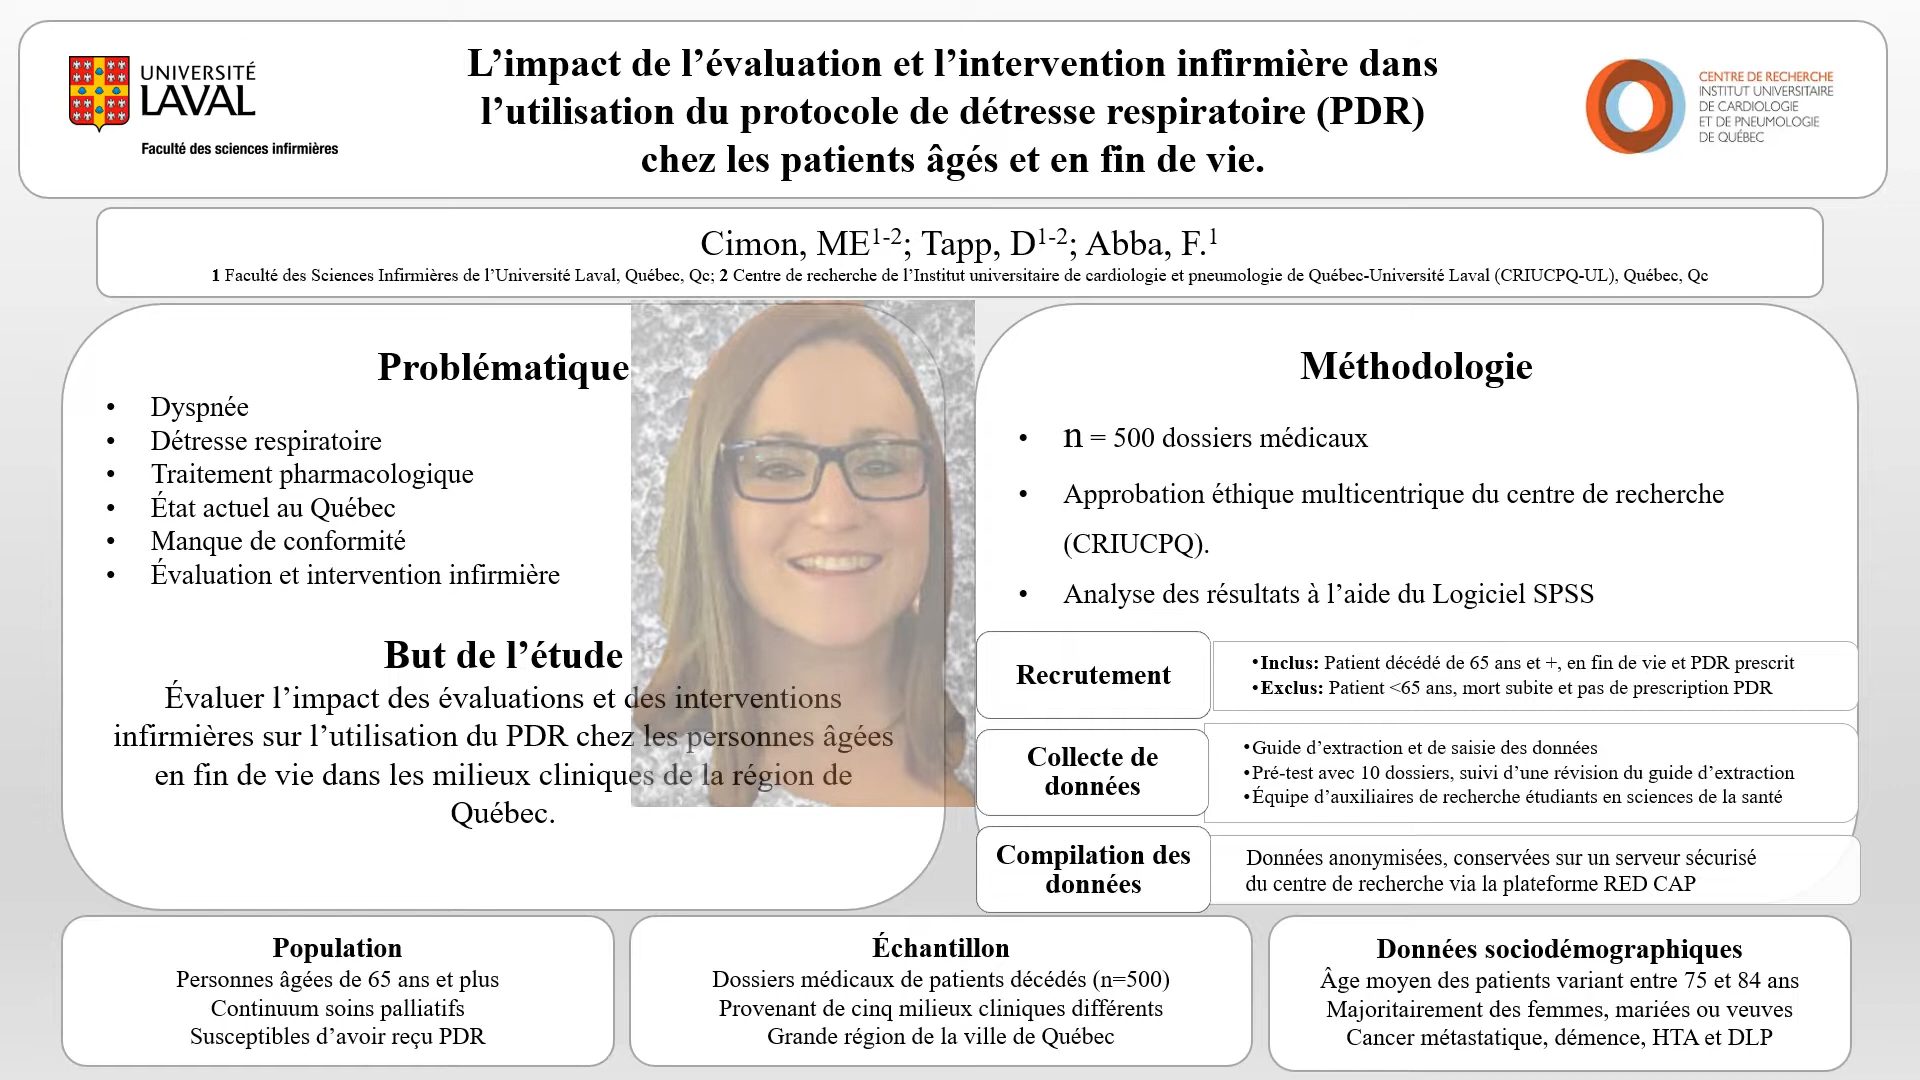 UNIVERSITÉ
LAVAL
Faculté des sciences infirmières
L’impact de l’évaluation et l’intervention infirmière dans
l’utilisation du protocole de détresse respiratoire (PDR)
chez les patients âgés et en fin de vie.
CENTRE DE RECHERCHE
INSTITUT UNIVERSITAIRE
DE CARDIOLOGIE
ET DE PNEUMOLOGIE
DE QUÉBEC
Cimon, ME1-2; Tapp, D1-2; Abba, F.1
1 Faculté des Sciences Infirmières de l’Université Laval, Québec, Qc; 2 Centre de recherche de l’Institut universitaire de cardiologie et pneumologie de Québec-Université Laval (CRIUCPQ-UL), Québec, Qc
Problématique
• Dyspnée
• Détresse respiratoire
• Traitement pharmacologique
• État actuel au Québec
• Manque de conformité
• Évaluation et intervention infirmière
But de l’étude
Évaluer l’impact des évaluations et des interventions
infirmières sur l’utilisation du PDR chez les personnes âgées
en fin de vie dans les milieux cliniques de la région de
Québec.
Méthodologie
• n = 500 dossiers médicaux
• Approbation éthique multicentrique du centre de recherche
(CRIUCPQ).
• Analyse des résultats à l’aide du Logiciel SPSS
Recrutement
•Inclus: Patient décédé de 65 ans et +, en fin de vie et PDR prescrit
•Exclus: Patient <65 ans, mort subite et pas de prescription PDR
Collecte de
données
•Guide d’extraction et de saisie des données
•Pré-test avec 10 dossiers, suivi d’une révision du guide d’extraction
•Équipe d’auxiliaires de recherche étudiants en sciences de la santé
Compilation des
données
Données anonymisées, conservées sur un serveur sécurisé
du centre de recherche via la plateforme RED CAP
Population
Personnes âgées de 65 ans et plus
Continuum soins palliatifs
Susceptibles d’avoir reçu PDR
Échantillon
Dossiers médicaux de patients décédés (n=500)
Provenant de cinq milieux cliniques différents
Grande région de la ville de Québec
Données sociodémographiques
Âge moyen des patients variant entre 75 et 84 ans
Majoritairement des femmes, mariées ou veuves
Cancer métastatique, démence, HTA et DLP